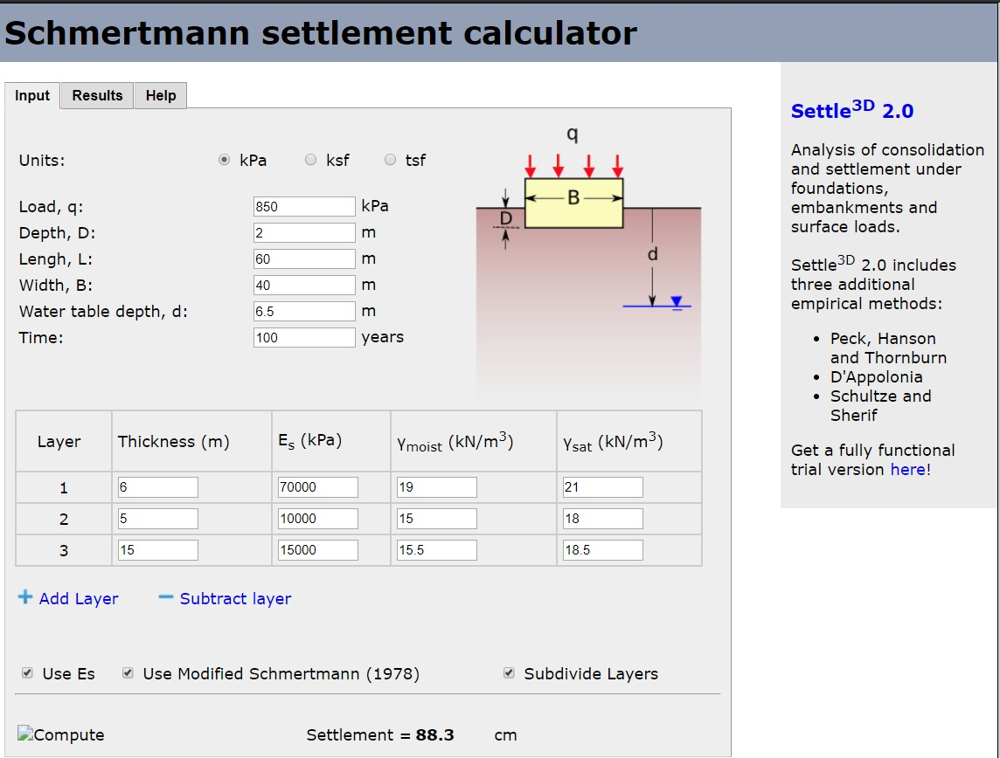 Schmertmann settlement calculator
Input Results Help
Units: kPa ksf tsf
Load, q: 850 kPa
Depth, D: 2 m
Lengh, L: 60 m
Width, B: 40 m
Water table depth, d: 6.5 m
Time: 100 years
q
B
D
d
Layer Thickness (m) Es (kPa) γmoist (kN/m3) γsat (kN/m3)
1 6 70000 19 21
2 5 10000 15 18
3 15 15000 15.5 18.5
Add Layer Subtract layer
Use Es Use Modified Schmertmann (1978) Subdivide Layers
Compute Settlement = 88.3 cm
Settle3D 2.0
Analysis of consolidation
and settlement under
foundations,
embankments and
surface loads.
Settle3D 2.0 includes
three additional
empirical methods:
• Peck, Hanson
and Thornburn
• D'Appolonia
• Schultze and
Sherif
Get a fully functional
trial version here!